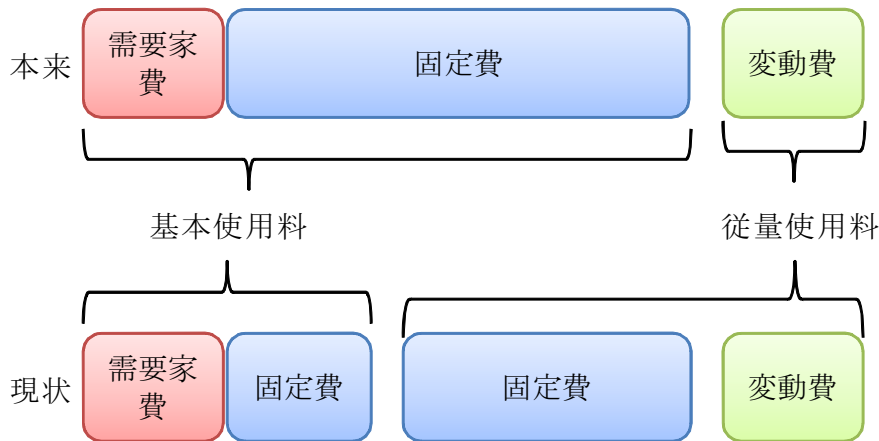 本来
需要家
費
固定費
変動費
基本使用料
従量使用料
現状
需要家
費
固定費
固定費
変動費